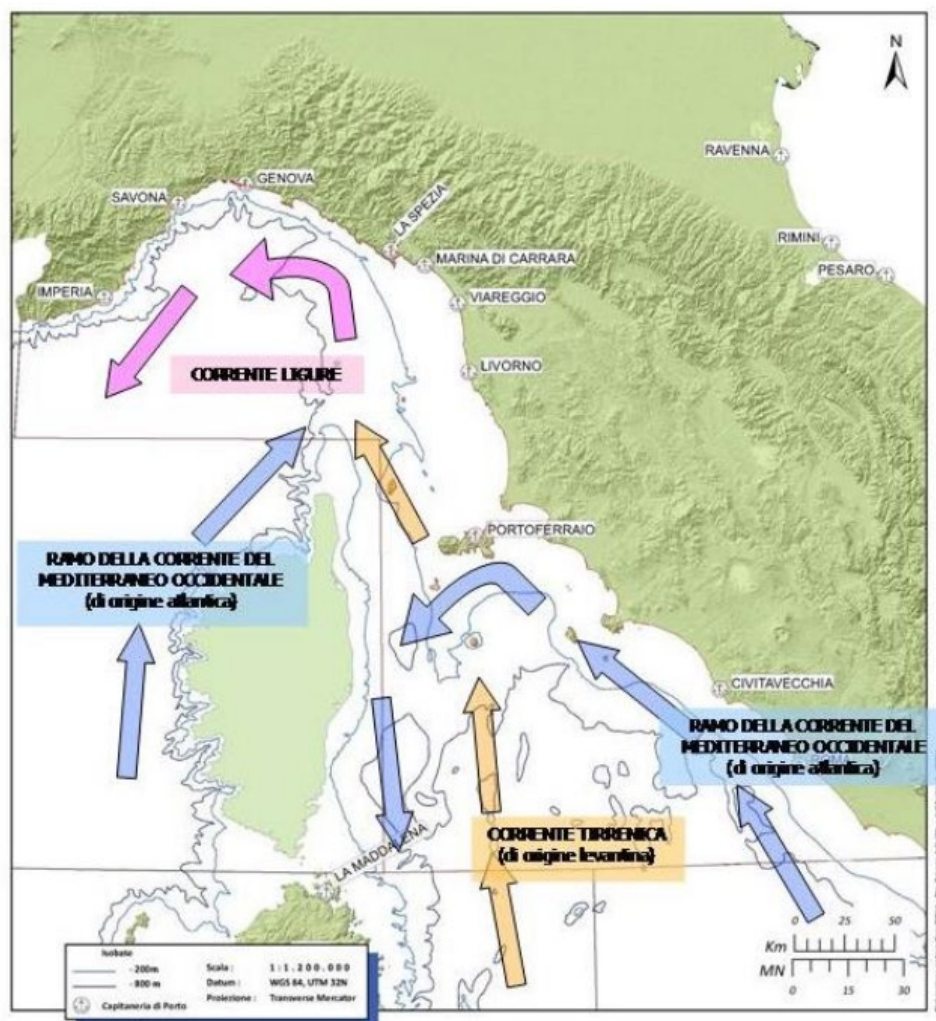 N
RAVENNA
GENOVA
SAVONA
LA SPEZIA
RIMINI
MARINA DI CARRARA
PESARO
IMPERIA
VIAREGGIO
CORRENTE LIGURE
LIVORNO
PORTOFERRAIO
RAMO DELLA CORRENTE DEL
MEDITERRANEO OCCIDENTALE
(di origine atlantica)
CIVITAVECCHIA
RAMO DELLA CORRENTE DEL
MEDITERRANEO OCCIDENTALE
(di origine atlantica)
CORRENTE TIRRENICA
(di origine levantina)
LA MADDALENA
0 25 50
Km
MN
0 15 30
Isobate
- 200m
- 800 m
Capitaneria di Porto
Scala : 1:1.200.000
Datum : WGS 84, UTM 32N
Proiezione : Transverse Mercator